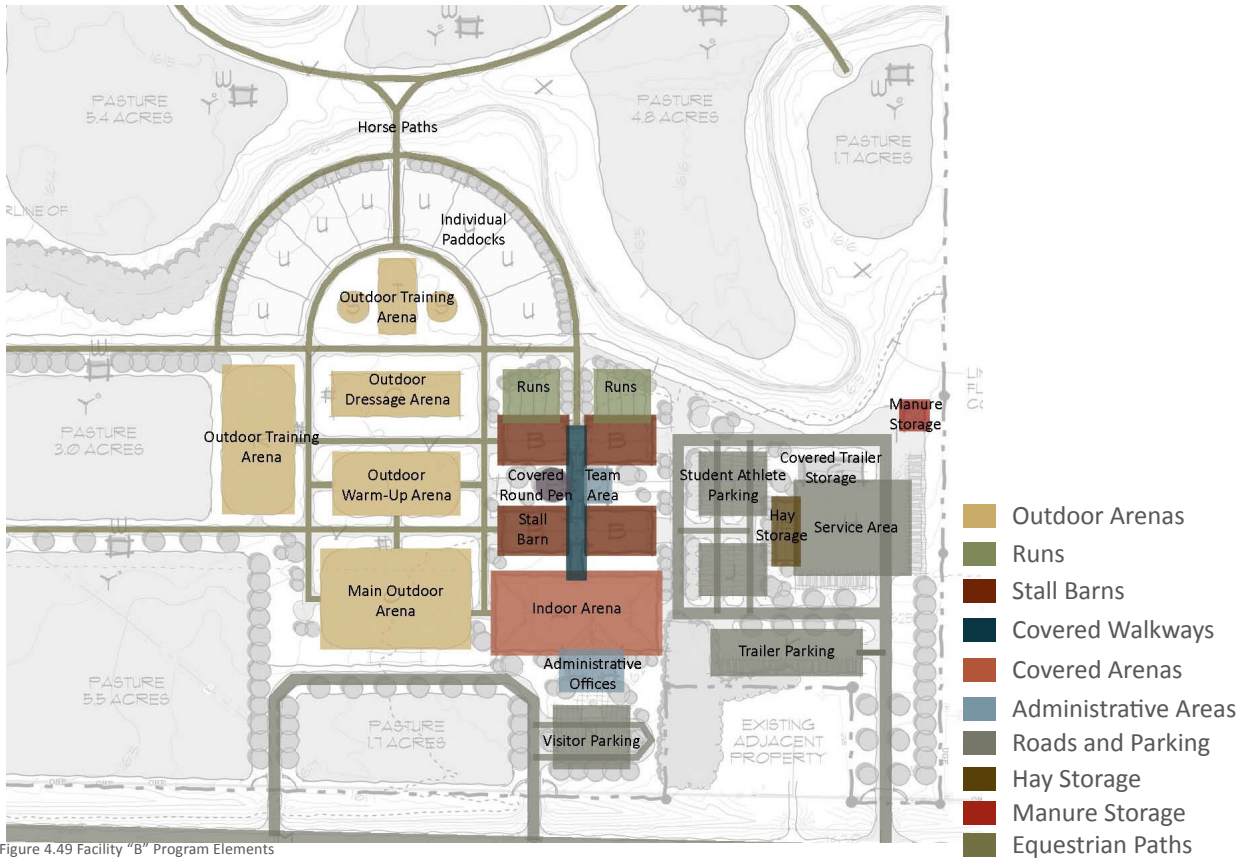 PASTURE
5.4 ACRES
PASTURE
4.8 ACRES
PASTURE
1.7 ACRES
Horse Paths
RLINE OF
Individual
Paddocks
Outdoor Training
Arena
Outdoor
Dressage Arena
Runs
Runs
Manure
Storage
PASTURE
3.0 ACRES
Outdoor Training
Arena
Outdoor
Warm-Up Arena
Covered
Round Pen
Team
Area
Student Athlete
Parking
Covered Trailer
Storage
Hay
Storage
Service Area
Stall
Barn
Main Outdoor
Arena
Indoor Arena
Administrative
Offices
Trailer Parking
PASTURE
5.5 ACRES
PASTURE
1.7 ACRES
Visitor Parking
EXISTING
ADJACENT
PROPERTY
Outdoor Arenas
Runs
Stall Barns
Covered Walkways
Covered Arenas
Administrative Areas
Roads and Parking
Hay Storage
Manure Storage
Equestrian Paths
Figure 4.49 Facility “B” Program Elements